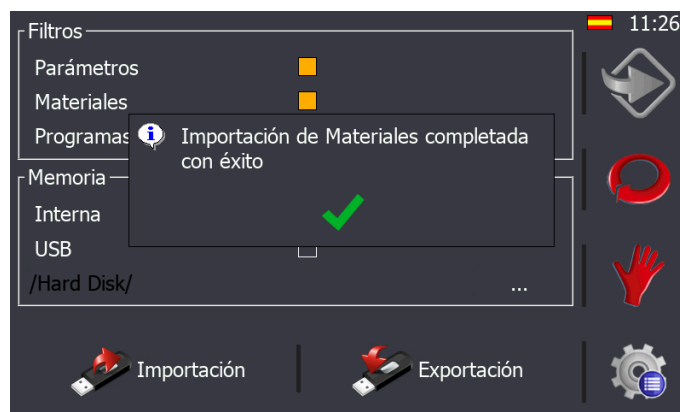 Filtros
11:26
Parámetros
Materiales
Programas
Importación de Materiales completada
con éxito
Memoria
Interna
USB
/Hard Disk/
...
Importación
Exportación